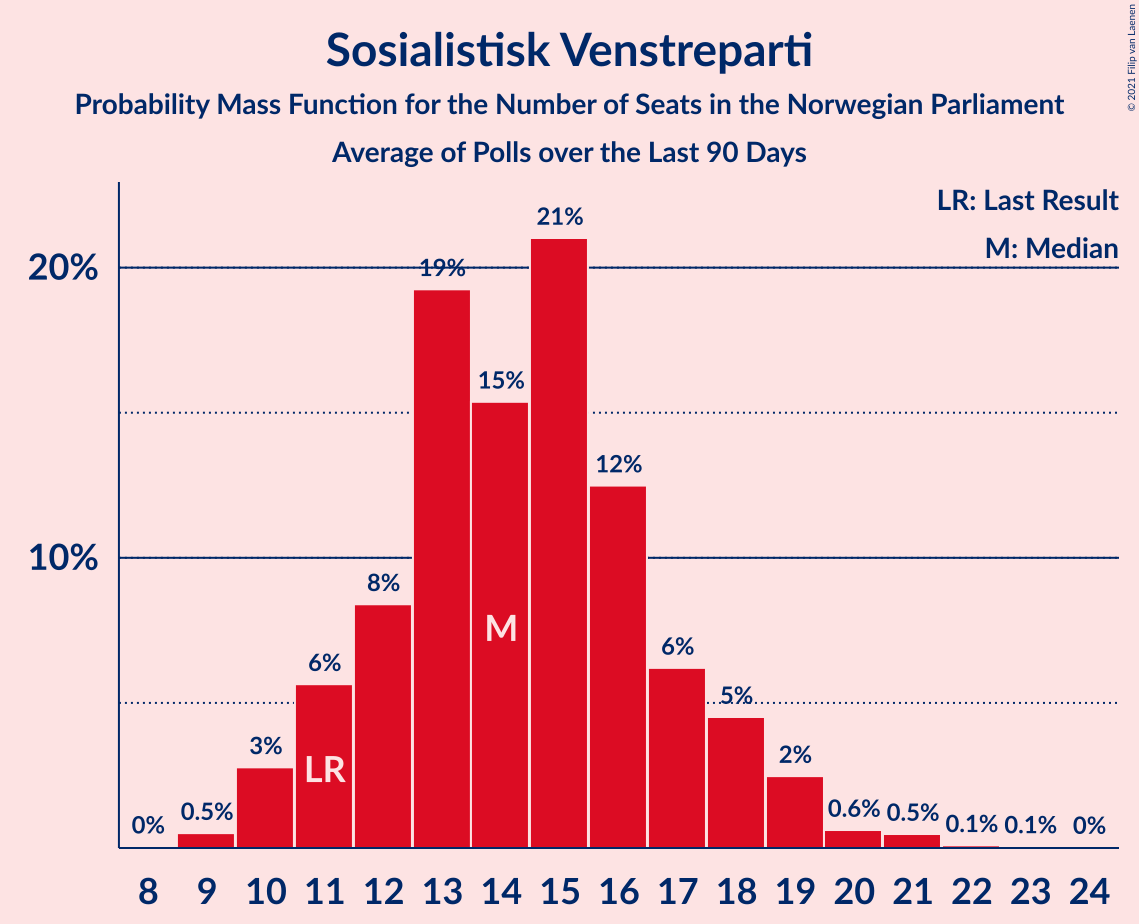 Sosialistisk Venstreparti
Probability Mass Function for the Number of Seats in the Norwegian Parliament
Average of Polls over the Last 90 Days
© 2021 Filip van Laenen
LR: Last Result
M: Median
21%
20%
19%
15%
12%
10%
8%
M
6%
6%
5%
3%
LR
2%
0%
0.5%
0.6%
0.5%
0.1%
0.1%
0%
8 9 10 11 12 13 14 15 16 17 18 19 20 21 22 23 24